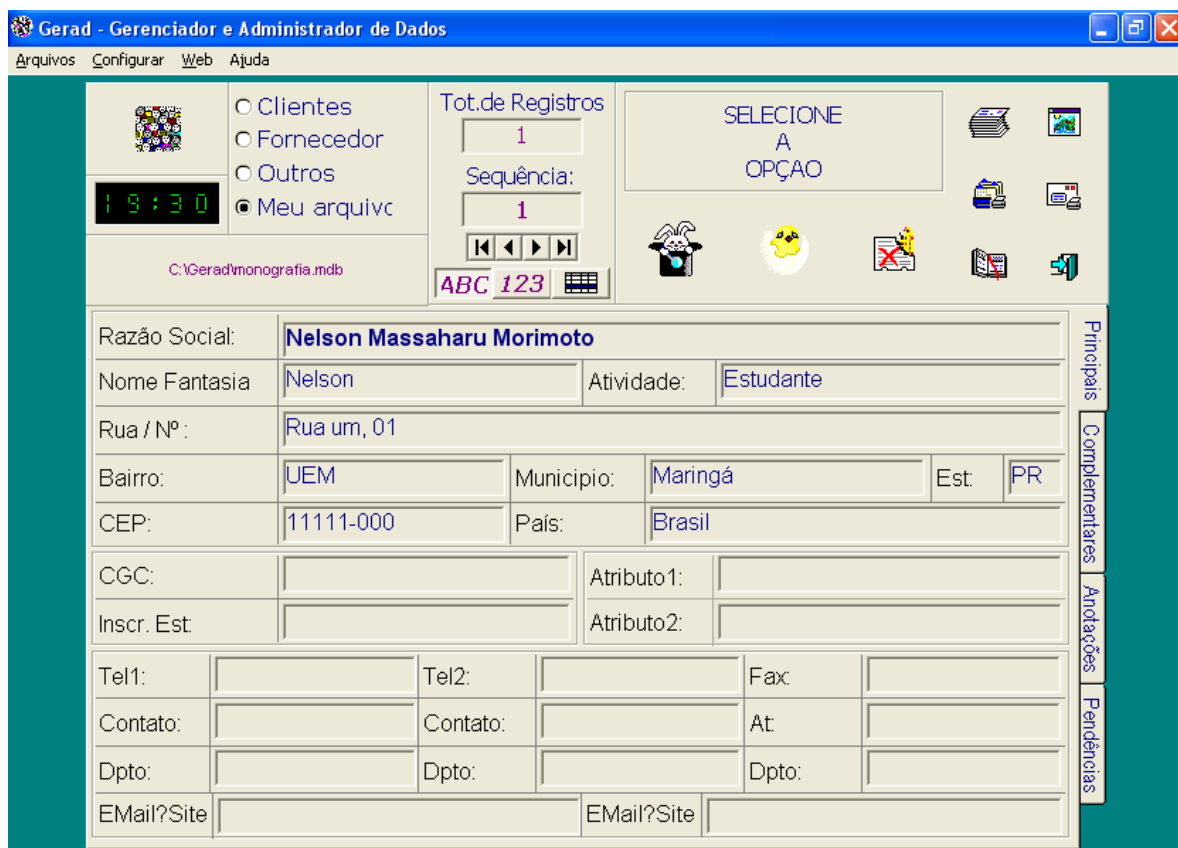 Gerad - Gerenciador e Administrador de Dados
Arquivos Configurar Web Ajuda
Clientes
Fornecedor
Outros
Meu arquivo
19:30
C:\Gerad\monografia.mdb
Tot.de Registros
1
Sequência:
1
ABC 123
SELECIONE
A
OPÇAO
Razão Social: Nelson Massaharu Morimoto
Nome Fantasia Nelson Atividade: Estudante
Rua / Nº : Rua um, 01
Bairro: UEM Municipio: Maringá Est: PR
CEP: 11111-000 País: Brasil
CGC: Atributo1:
Inscr. Est: Atributo2:
Tel1: Tel2: Fax:
Contato: Contato: At:
Dpto: Dpto: Dpto:
EMail?Site EMail?Site
Principais
Complementares
Anotações
Pendências